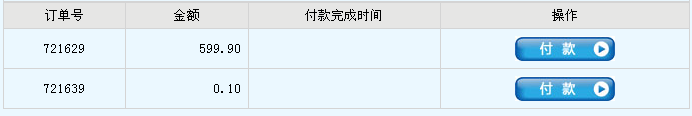 订单号 金额 付款完成时间 操作
721629 599.90 付 款
721639 0.10 付 款